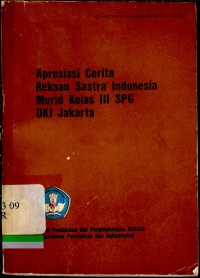 Apresiasi Cerita
Rekaan Sastra Indonesia
Murid Kelas III SPG
DKI Jakarta
3 09
R
Pembinaan dan Pengembangan Bahasa
Departemen Pendidikan dan Kebudayaan